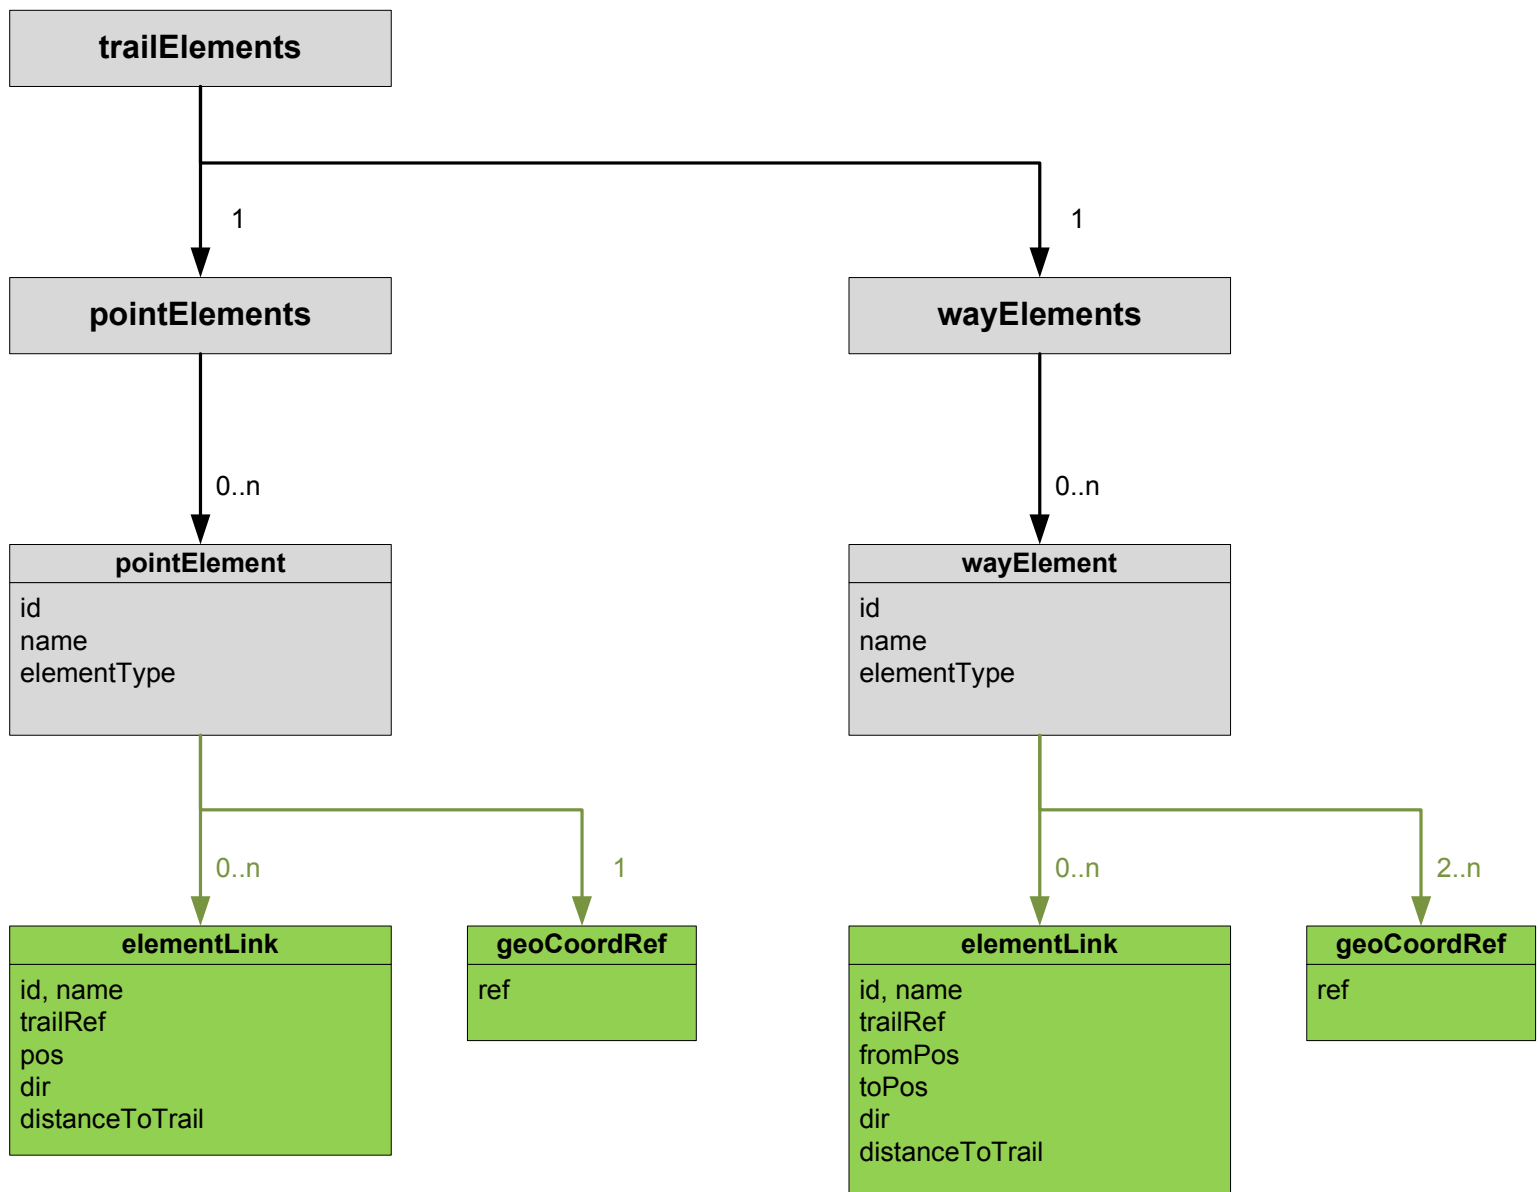 trailElements
1
1
pointElements
wayElements
0..n
0..n
pointElement
id
name
elementType
wayElement
id
name
elementType
0..n
1
0..n
2..n
elementLink
id, name
trailRef
pos
dir
distanceToTrail
geoCoordRef
ref
elementLink
id, name
trailRef
fromPos
toPos
dir
distanceToTrail
geoCoordRef
ref